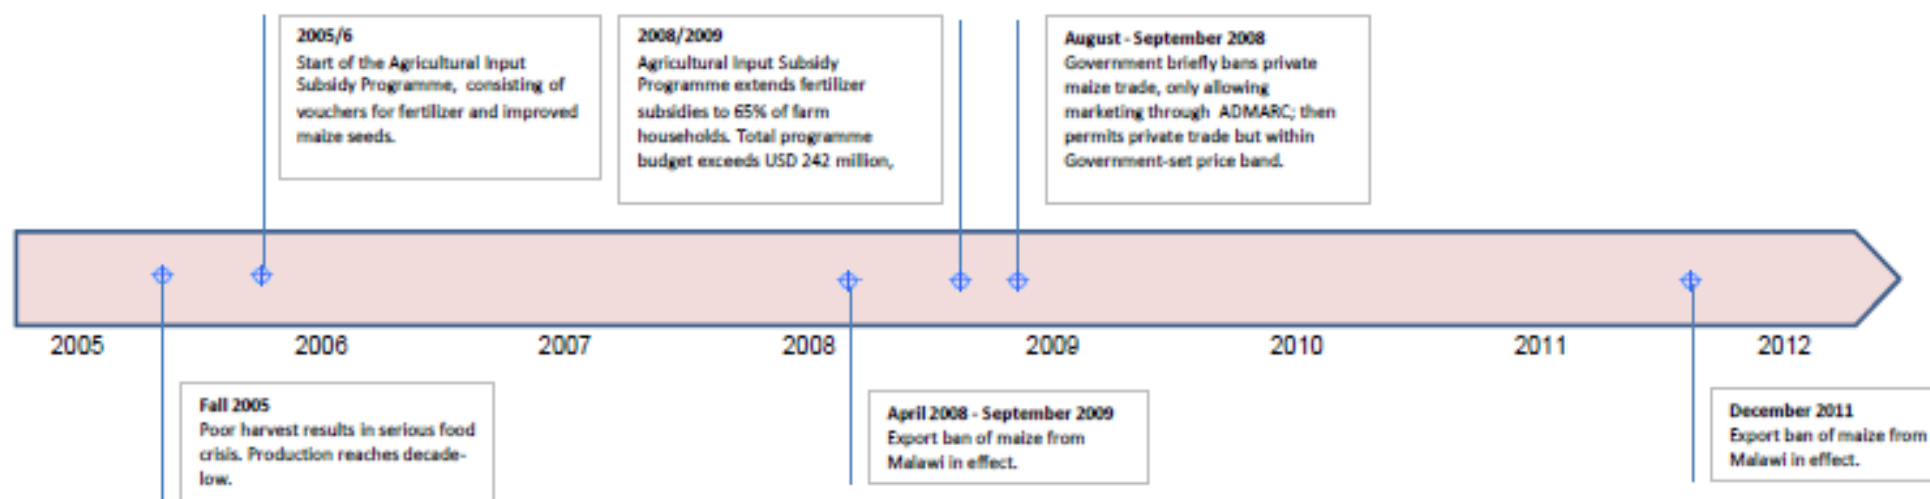 2005/6
Start of the Agricultural Input
Subsidy Programme, consisting of
vouchers for fertilizer and improved
maize seeds.
2008/2009
Agricultural Input Subsidy
Programme extends fertilizer
subsidies to 65% of farm
households. Total programme
budget exceeds USD 242 million,
August - September 2008
Government briefly bans private
maize trade, only allowing
marketing through ADMARC; then
permits private trade but within
Government-set price band.
2005 2006 2007 2008 2009 2010 2011 2012
Fall 2005
Poor harvest results in serious food
crisis. Production reaches decade-
low.
April 2008 - September 2009
Export ban of maize from
Malawi in effect.
December 2011
Export ban of maize from
Malawi in effect.